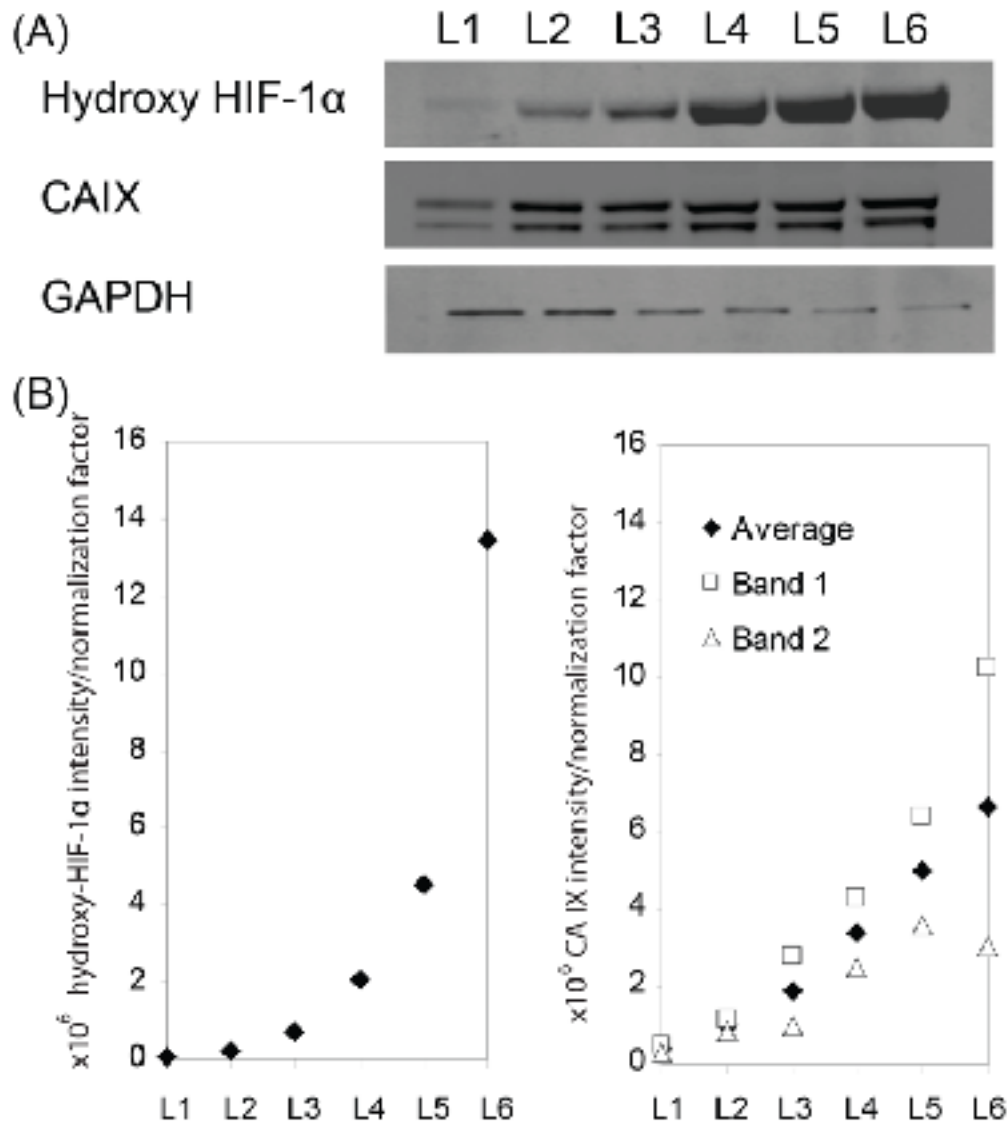 (A) L1 L2 L3 L4 L5 L6
Hydroxy HIF-1α
CAIX
GAPDH
(B)
x10⁶ hydroxy-HIF-1α intensity/normalization factor
16
14
12
10
8
6
4
2
0
L1 L2 L3 L4 L5 L6
x10⁶ CA IX intensity/normalization factor
16
14
12
10
8
6
4
2
0
Average
Band 1
Band 2
L1 L2 L3 L4 L5 L6